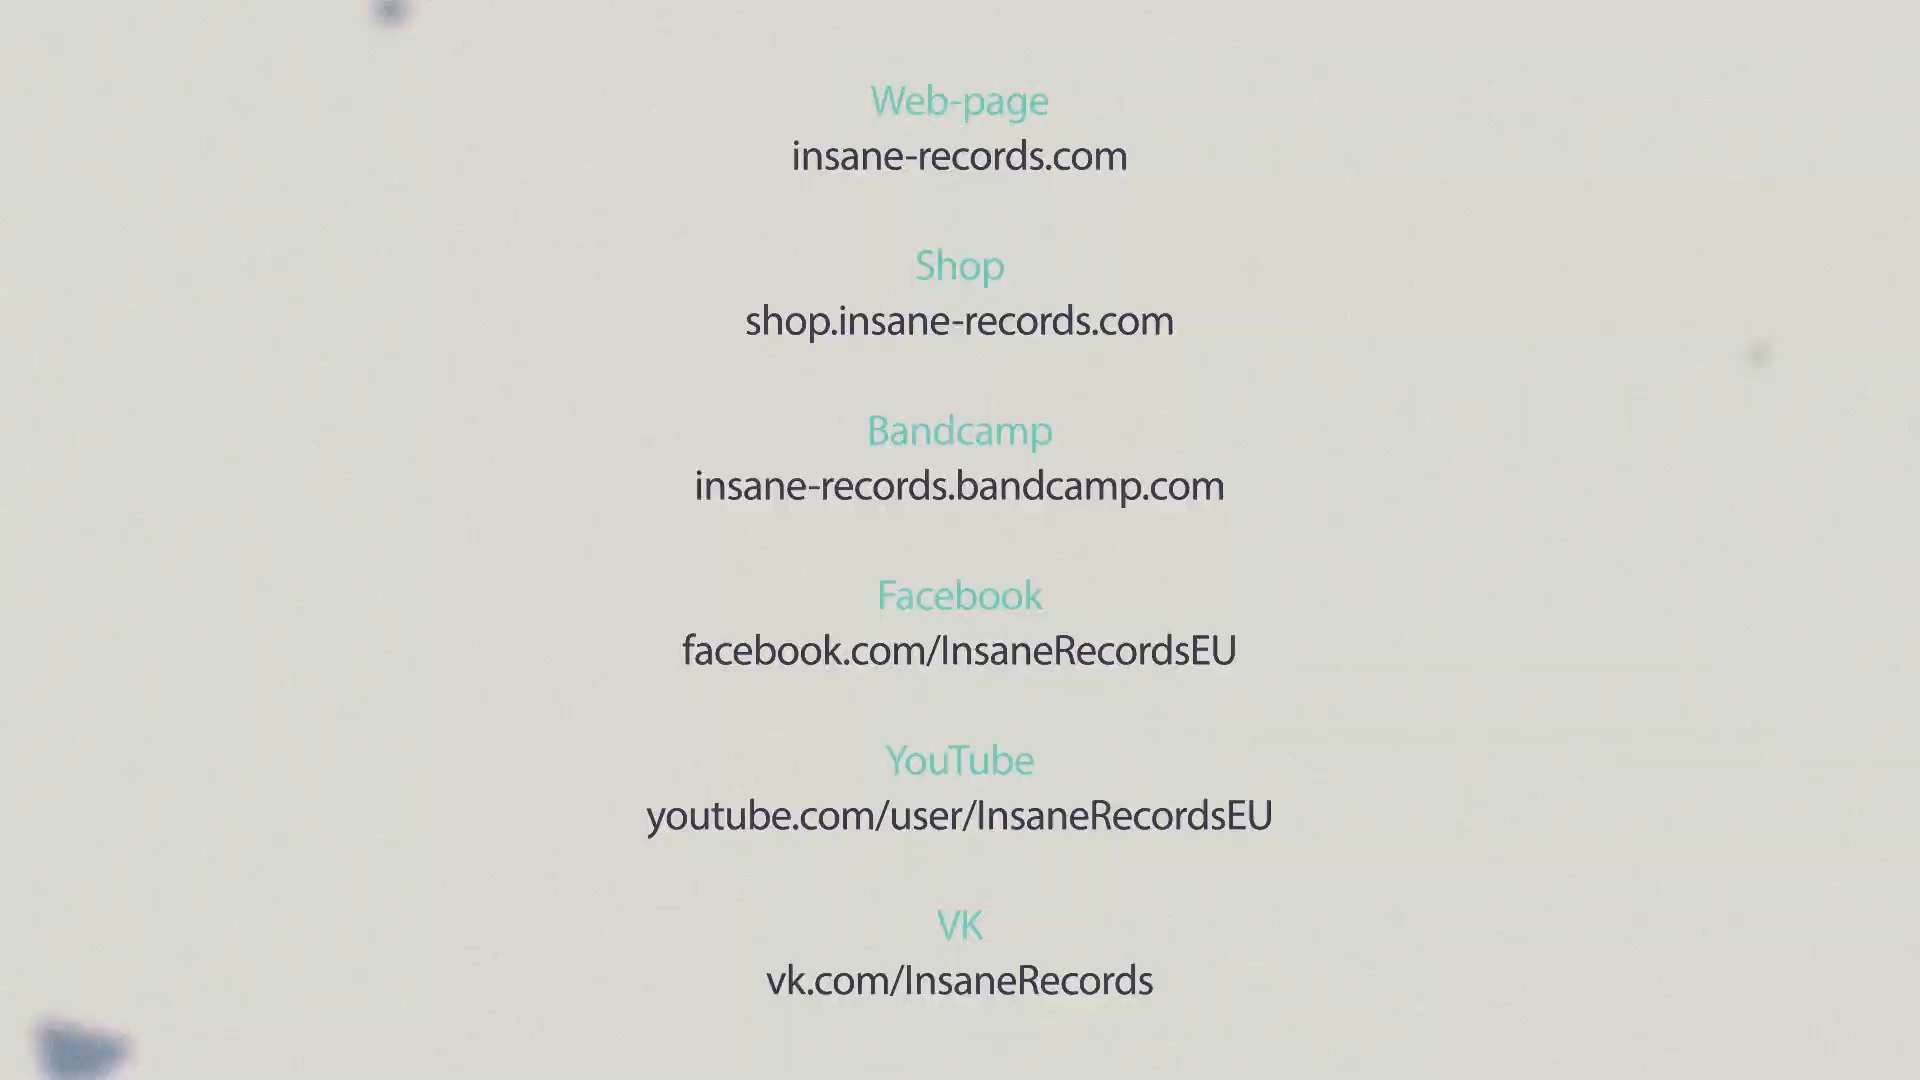 Web-page
insane-records.com
Shop
shop.insane-records.com
Bandcamp
insane-records.bandcamp.com
Facebook
facebook.com/InsaneRecordsEU
YouTube
youtube.com/user/InsaneRecordsEU
VK
vk.com/InsaneRecords